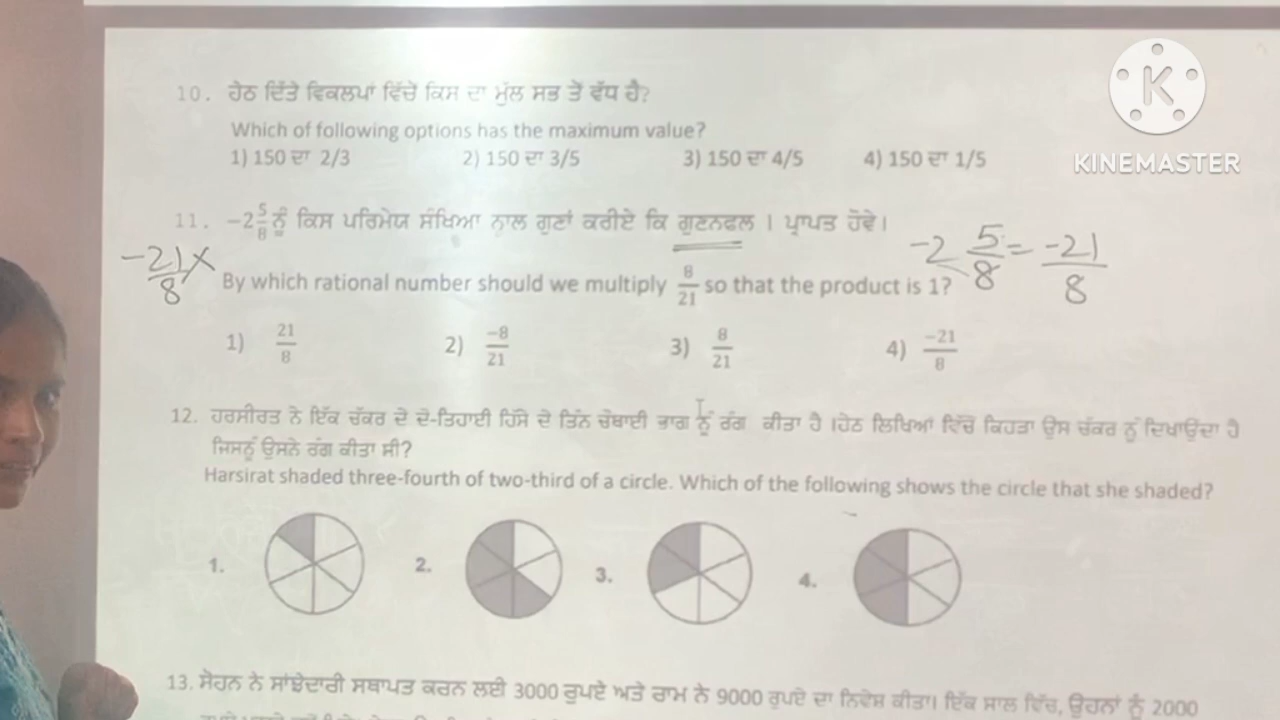 10. ਹੇਠ ਦਿੱਤੇ ਵਿਕਲਪਾਂ ਵਿੱਚੋਂ ਕਿਸ ਦਾ ਮੁੱਲ ਸਭ ਤੋਂ ਵੱਧ ਹੈ?
K
Which of following options has the maximum value?
KINEMASTER
1) 150 ਦਾ 2/3 2) 150 ਦਾ 3/5 3) 150 ਦਾ 4/5 4) 150 ਦਾ 1/5
11. -2 5/8 ਨੂੰ ਕਿਸ ਪਰਿਮੇਯ ਸੰਖਿਆ ਨਾਲ ਗੁਣਾਂ ਕਰੀਏ ਕਿ ਗੁਣਨਫਲ 1 ਪ੍ਰਾਪਤ ਹੋਵੇ।
-2 5/8 = -21/8
-21/8 ×
By which rational number should we multiply 8/21 so that the product is 1?
1) 21/8 2) -8/21 3) 8/21 4) -21/8
12. ਹਰਸੀਰਤ ਨੇ ਇੱਕ ਚੱਕਰ ਦੇ ਦੋ-ਤਿਹਾਈ ਹਿੱਸੇ ਦੇ ਤਿੰਨ ਚੋਥਾਈ ਭਾਗ ਨੂੰ ਰੰਗ ਕੀਤਾ ਹੈ ।ਹੇਠ ਲਿਖਿਆਂ ਵਿੱਚੋਂ ਕਿਹੜਾ ਉਸ ਚੱਕਰ ਨੂੰ ਦਿਖਾਉਂਦਾ ਹੈ
ਜਿਸਨੂੰ ਉਸਨੇ ਰੰਗ ਕੀਤਾ ਸੀ?
Harsirat shaded three-fourth of two-third of a circle. Which of the following shows the circle that she shaded?
1. 2. 3. 4.
13. ਸੋਹਨ ਨੇ ਸਾਂਝੇਦਾਰੀ ਸਥਾਪਤ ਕਰਨ ਲਈ 3000 ਰੁਪਏ ਅਤੇ ਰਾਮ ਨੇ 9000 ਰੁਪਏ ਦਾ ਨਿਵੇਸ਼ ਕੀਤਾ। ਇੱਕ ਸਾਲ ਵਿੱਚ, ਉਹਨਾਂ ਨੂੰ 2000